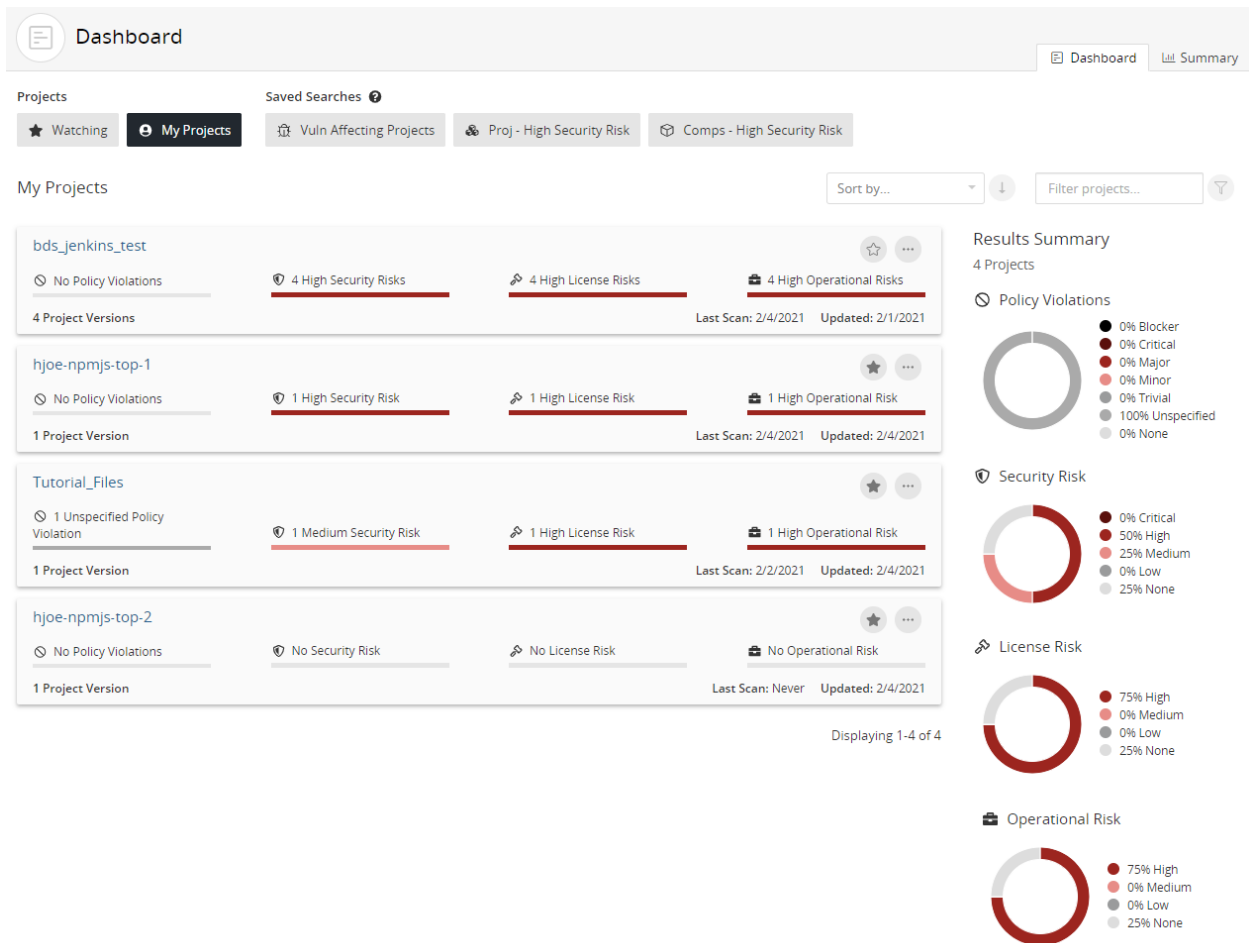 Dashboard
Dashboard Summary
Projects Saved Searches
Watching My Projects Vuln Affecting Projects Proj - High Security Risk Comps - High Security Risk
My Projects Sort by... Filter projects...
bds_jenkins_test
No Policy Violations 4 High Security Risks 4 High License Risks 4 High Operational Risks
4 Project Versions Last Scan: 2/4/2021 Updated: 2/1/2021
hjoe-npmjs-top-1
No Policy Violations 1 High Security Risk 1 High License Risk 1 High Operational Risk
1 Project Version Last Scan: 2/4/2021 Updated: 2/4/2021
Tutorial_Files
1 Unspecified Policy
Violation 1 Medium Security Risk 1 High License Risk 1 High Operational Risk
1 Project Version Last Scan: 2/2/2021 Updated: 2/4/2021
hjoe-npmjs-top-2
No Policy Violations No Security Risk No License Risk No Operational Risk
1 Project Version Last Scan: Never Updated: 2/4/2021
Displaying 1-4 of 4
Results Summary
4 Projects
Policy Violations
0% Blocker
0% Critical
0% Major
0% Minor
0% Trivial
100% Unspecified
0% None
Security Risk
0% Critical
50% High
25% Medium
0% Low
25% None
License Risk
75% High
0% Medium
0% Low
25% None
Operational Risk
75% High
0% Medium
0% Low
25% None